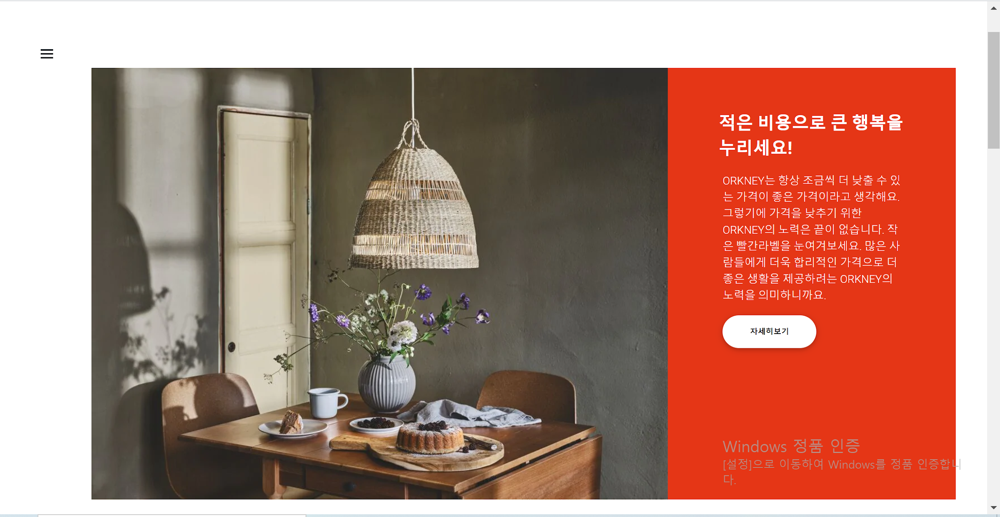 적은 비용으로 큰 행복을
누리세요!
ORKNEY는 항상 조금씩 더 낮출 수 있
는 가격이 좋은 가격이라고 생각해요.
그렇기에 가격을 낮추기 위한
ORKNEY의 노력은 끝이 없습니다. 작
은 빨간라벨을 눈여겨보세요. 많은 사
람들에게 더욱 합리적인 가격으로 더
좋은 생활을 제공하려는 ORKNEY의
노력을 의미하니까요.
자세히보기
Windows 정품 인증
[설정]으로 이동하여 Windows를 정품 인증합니
다.